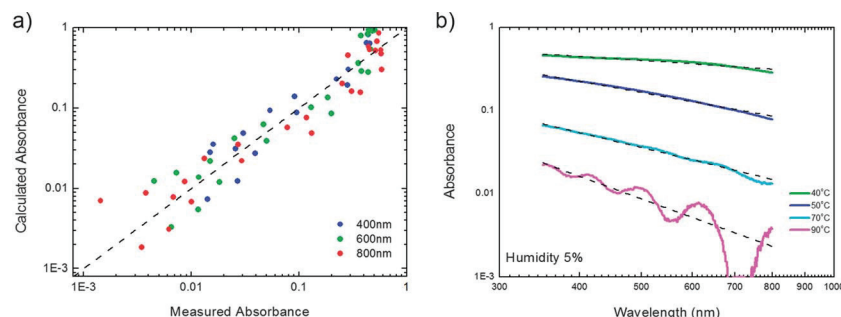 a)
Calculated Absorbance
1
0.1
0.01
1E-3
400nm
600nm
800nm
1E-3
0.01
0.1
1
Measured Absorbance
b)
Absorbance
1
0.1
0.01
1E-3
40°C
50°C
70°C
90°C
Humidity 5%
300
400
500
600
700
800
900
1000
Wavelength (nm)